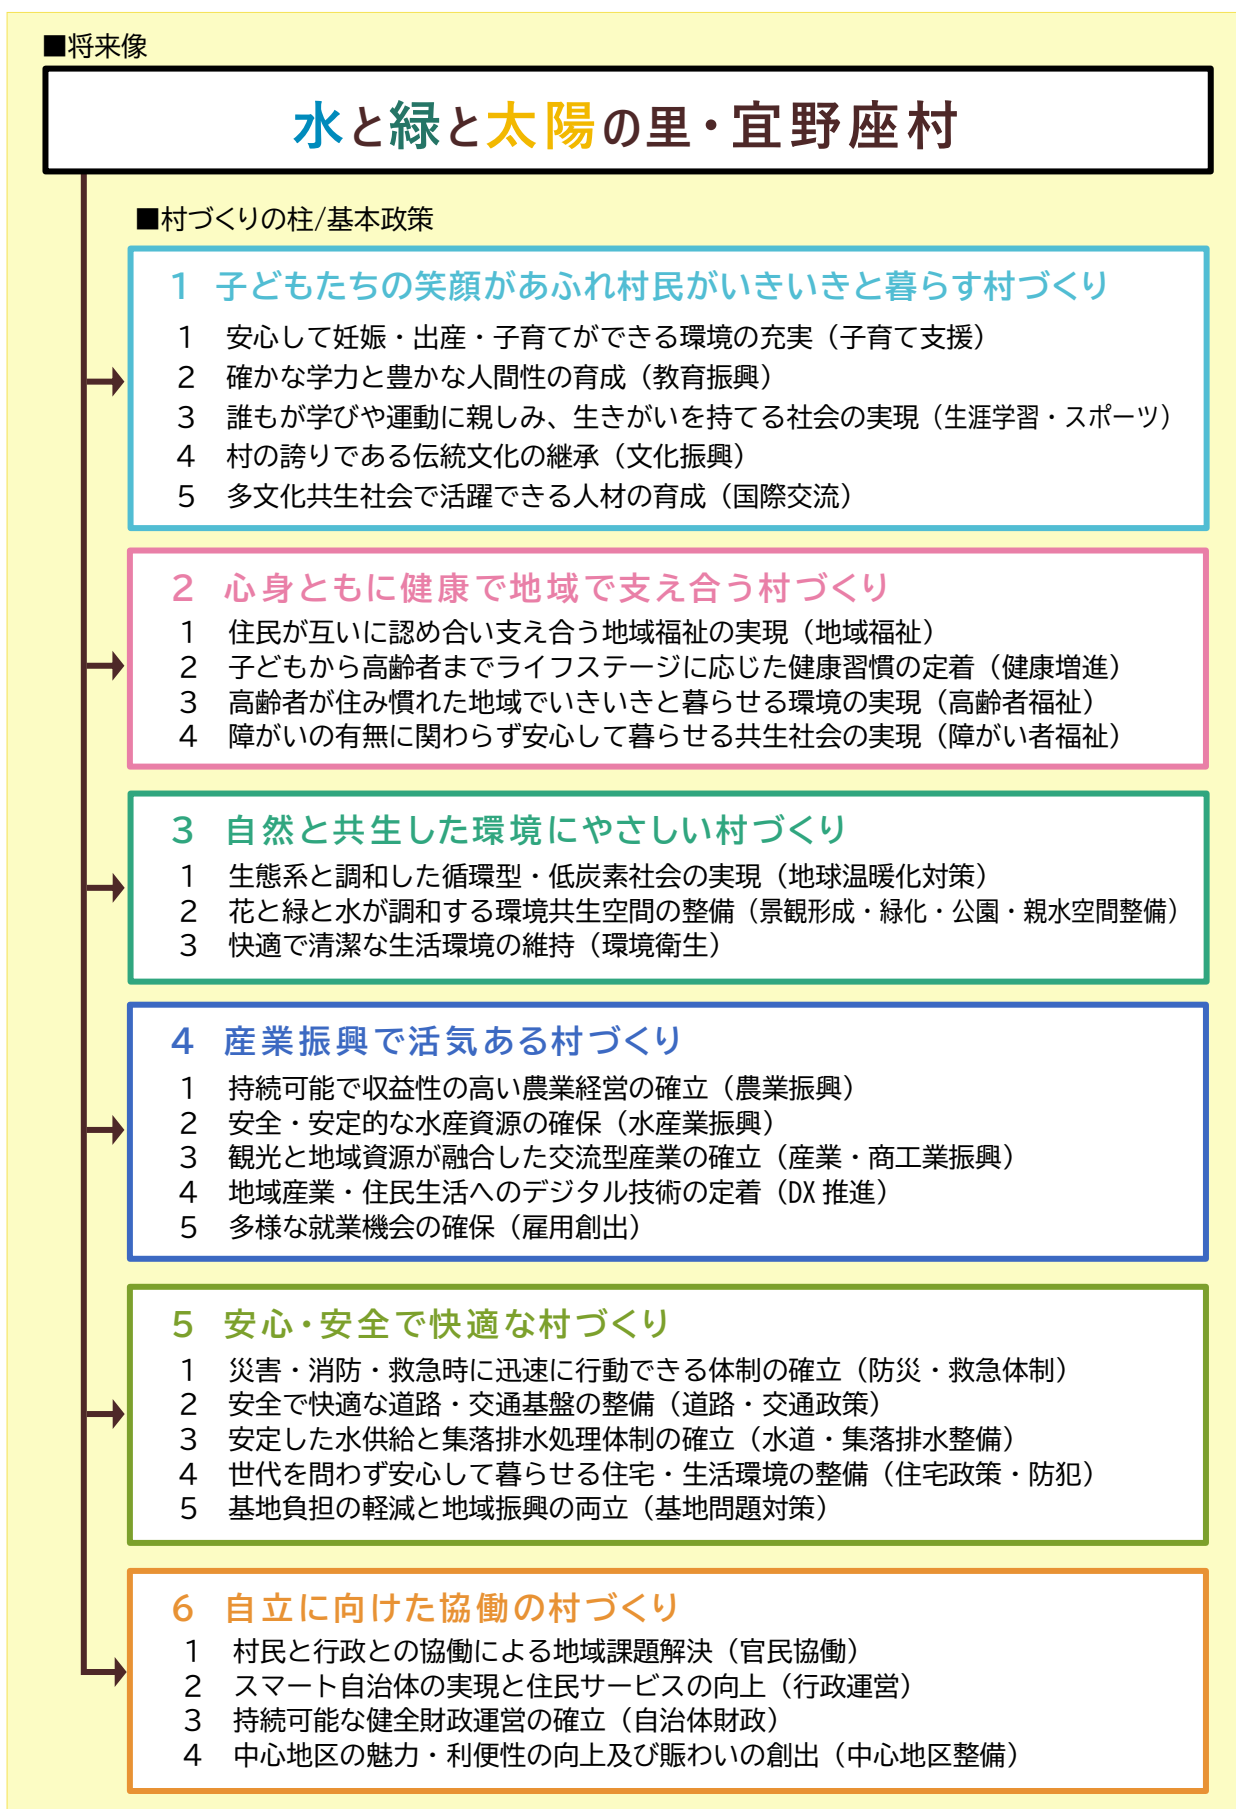 ■将来像
水と緑と太陽の里・宜野座村
■村づくりの柱/基本政策
1 子どもたちの笑顔があふれ村民がいきいきと暮らす村づくり
1 安心して妊娠・出産・子育てができる環境の充実（子育て支援）
2 確かな学力と豊かな人間性の育成（教育振興）
3 誰もが学びや運動に親しみ、生きがいを持てる社会の実現（生涯学習・スポーツ）
4 村の誇りである伝統文化の継承（文化振興）
5 多文化共生社会で活躍できる人材の育成（国際交流）
2 心身ともに健康で地域で支え合う村づくり
1 住民が互いに認め合い支え合う地域福祉の実現（地域福祉）
2 子どもから高齢者までライフステージに応じた健康習慣の定着（健康増進）
3 高齢者が住み慣れた地域でいきいきと暮らせる環境の実現（高齢者福祉）
4 障がいの有無に関わらず安心して暮らせる共生社会の実現（障がい者福祉）
3 自然と共生した環境にやさしい村づくり
1 生態系と調和した循環型・低炭素社会の実現（地球温暖化対策）
2 花と緑と水が調和する環境共生空間の整備（景観形成・緑化・公園・親水空間整備）
3 快適で清潔な生活環境の維持（環境衛生）
4 産業振興で活気ある村づくり
1 持続可能で収益性の高い農業経営の確立（農業振興）
2 安全・安定的な水産資源の確保（水産業振興）
3 観光と地域資源が融合した交流型産業の確立（産業・商工業振興）
4 地域産業・住民生活へのデジタル技術の定着（DX推進）
5 多様な就業機会の確保（雇用創出）
5 安心・安全で快適な村づくり
1 災害・消防・救急時に迅速に行動できる体制の確立（防災・救急体制）
2 安全で快適な道路・交通基盤の整備（道路・交通政策）
3 安定した水供給と集落排水処理体制の確立（水道・集落排水整備）
4 世代を問わず安心して暮らせる住宅・生活環境の整備（住宅政策・防犯）
5 基地負担の軽減と地域振興の両立（基地問題対策）
6 自立に向けた協働の村づくり
1 村民と行政との協働による地域課題解決（官民協働）
2 スマート自治体の実現と住民サービスの向上（行政運営）
3 持続可能な健全財政運営の確立（自治体財政）
4 中心地区の魅力・利便性の向上及び賑わいの創出（中心地区整備）